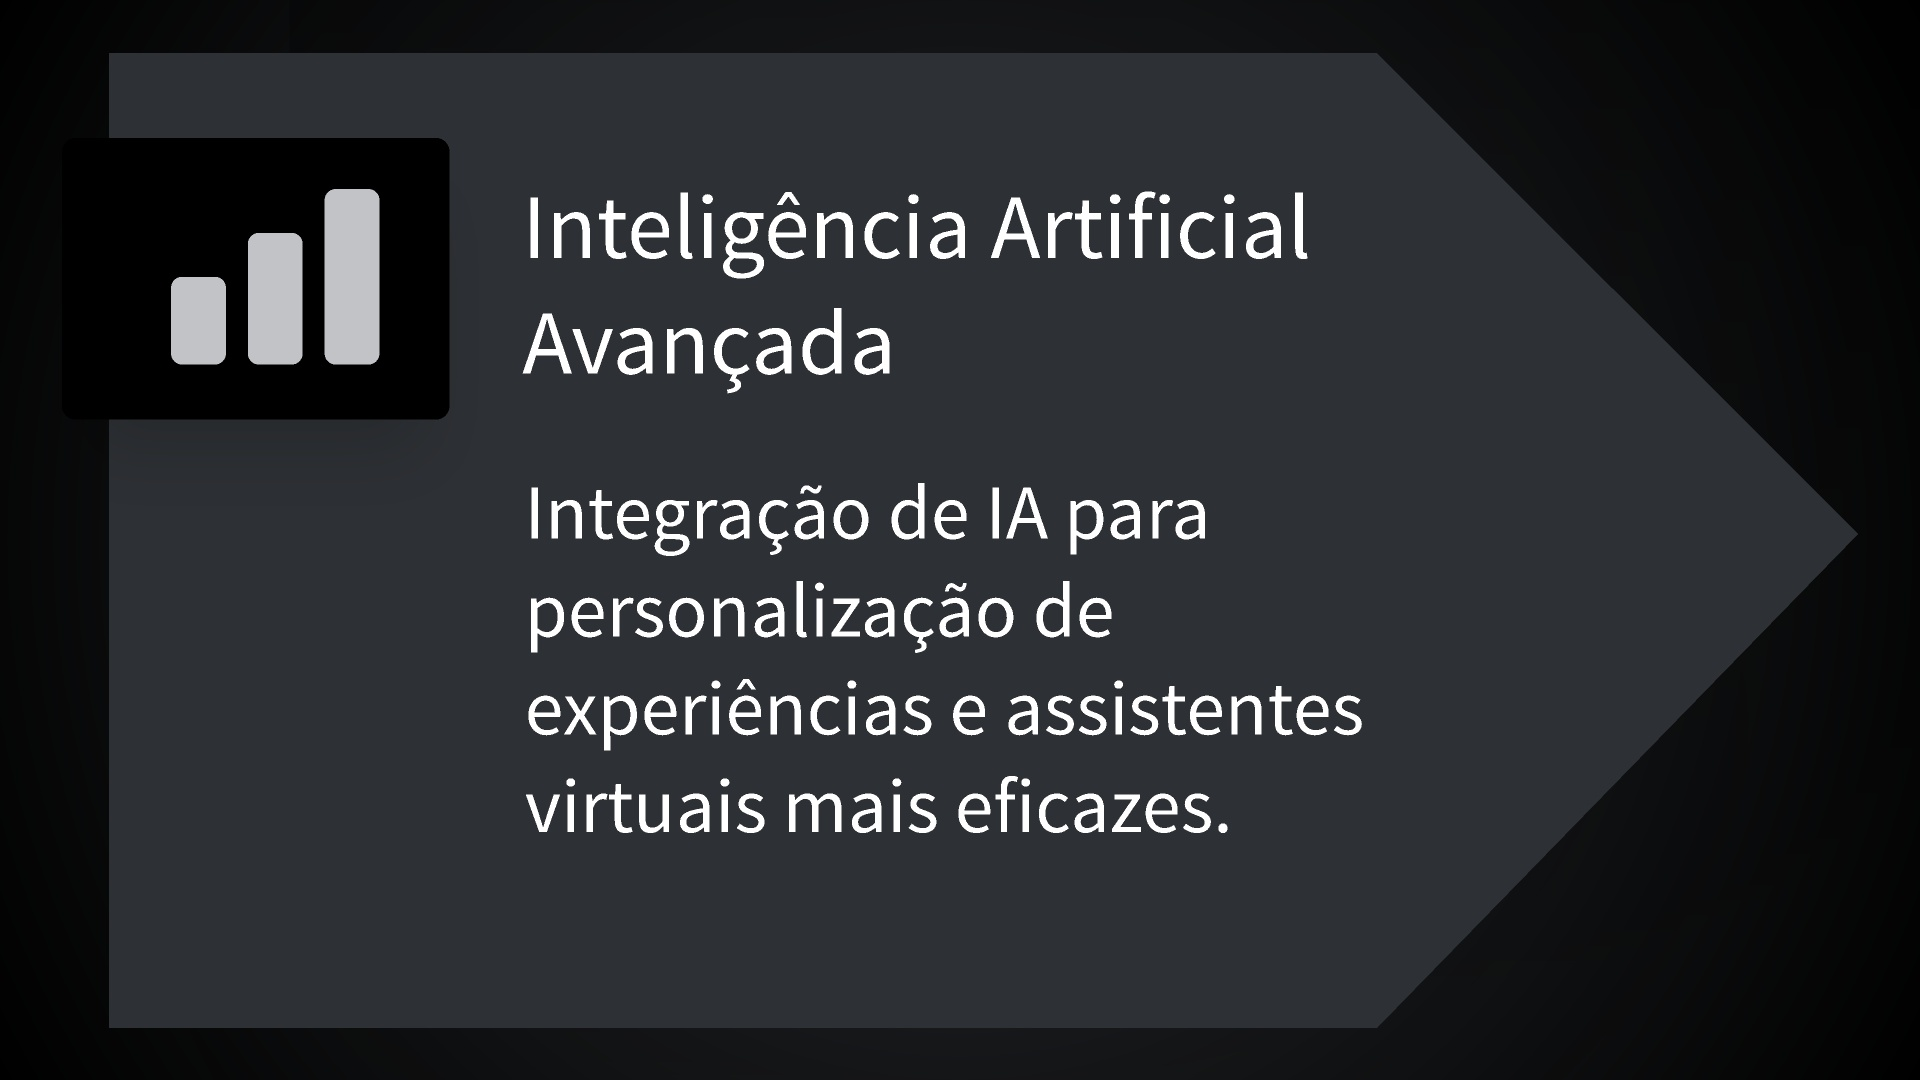 Inteligência Artificial
Avançada
Integração de IA para
personalização de
experiências e assistentes
virtuais mais eficazes.